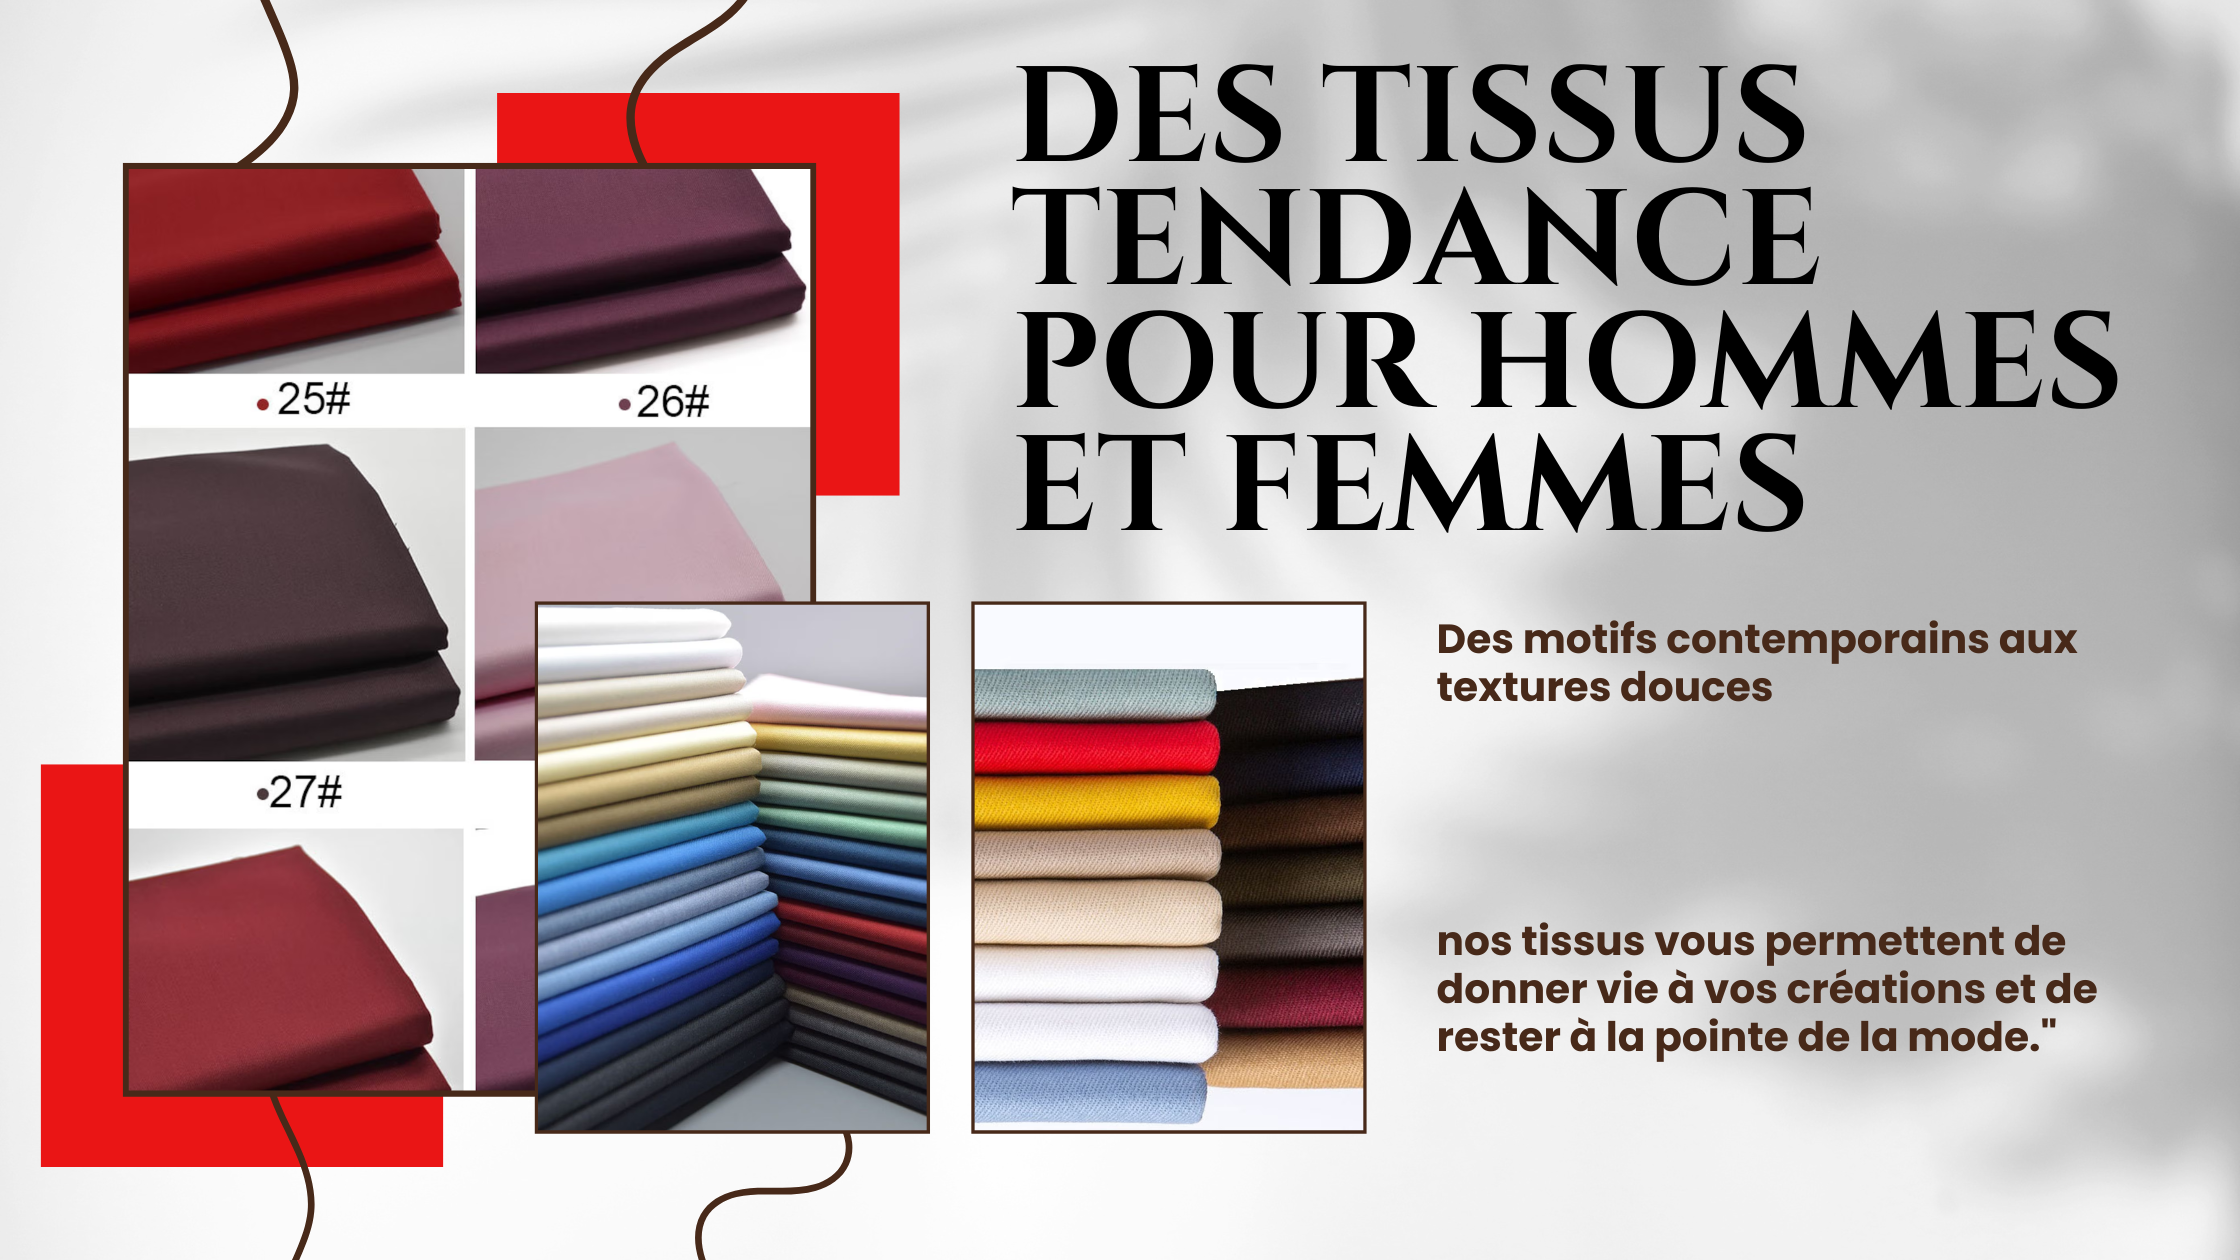 DES TISSUS
TENDANCE
POUR HOMMES
ET FEMMES
•25#
•26#
•27#
Des motifs contemporains aux
textures douces
nos tissus vous permettent de
donner vie à vos créations et de
rester à la pointe de la mode."